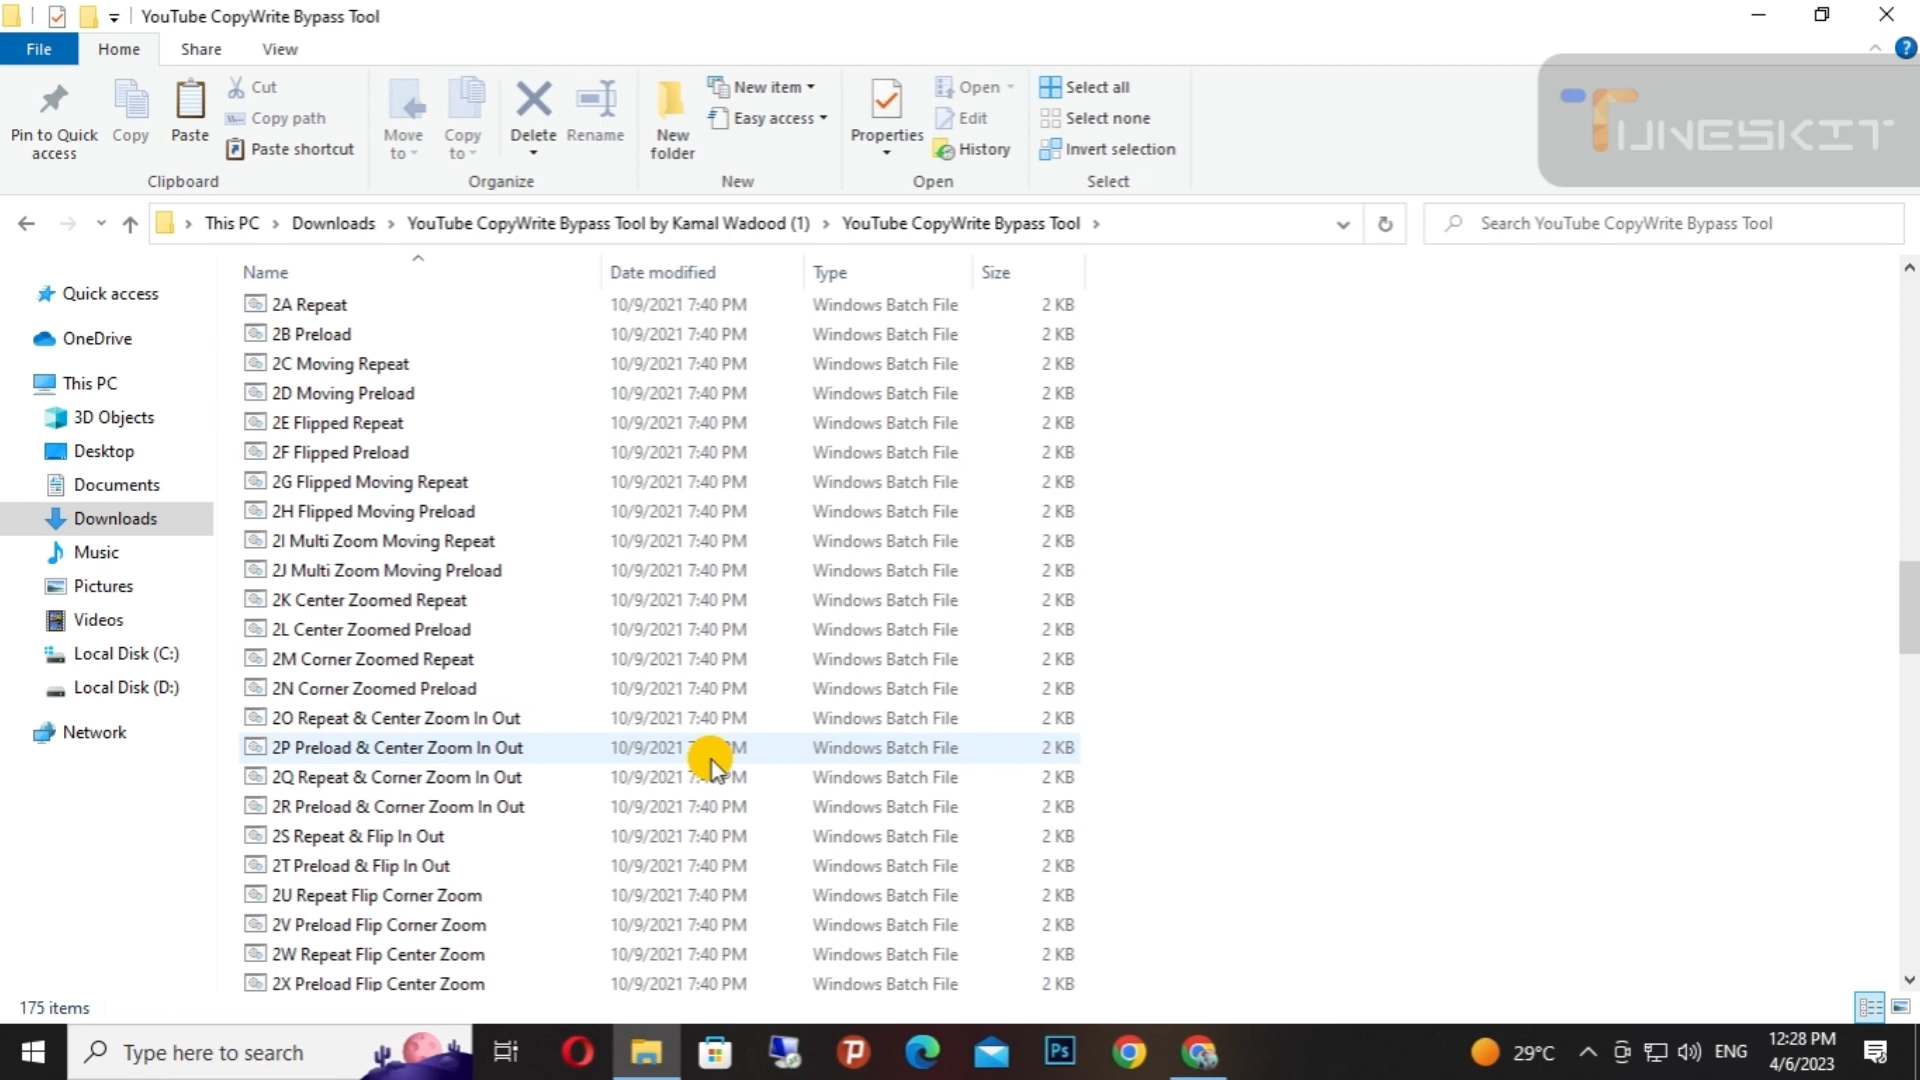 YouTube CopyWrite Bypass Tool
File Home Share View
Pin to Quick access
Copy
Paste
Cut
Copy path
Paste shortcut
Clipboard
Move to
Copy to
Delete
Rename
Organize
New folder
New item
Easy access
New
Properties
Open
Edit
History
Open
Select all
Select none
Invert selection
Select
TUNESKIT
This PC > Downloads > YouTube CopyWrite Bypass Tool by Kamal Wadood (1) > YouTube CopyWrite Bypass Tool >
Search YouTube CopyWrite Bypass Tool
Quick access
OneDrive
This PC
3D Objects
Desktop
Documents
Downloads
Music
Pictures
Videos
Local Disk (C:)
Local Disk (D:)
Network
Name Date modified Type Size
2A Repeat 10/9/2021 7:40 PM Windows Batch File 2 KB
2B Preload 10/9/2021 7:40 PM Windows Batch File 2 KB
2C Moving Repeat 10/9/2021 7:40 PM Windows Batch File 2 KB
2D Moving Preload 10/9/2021 7:40 PM Windows Batch File 2 KB
2E Flipped Repeat 10/9/2021 7:40 PM Windows Batch File 2 KB
2F Flipped Preload 10/9/2021 7:40 PM Windows Batch File 2 KB
2G Flipped Moving Repeat 10/9/2021 7:40 PM Windows Batch File 2 KB
2H Flipped Moving Preload 10/9/2021 7:40 PM Windows Batch File 2 KB
2I Multi Zoom Moving Repeat 10/9/2021 7:40 PM Windows Batch File 2 KB
2J Multi Zoom Moving Preload 10/9/2021 7:40 PM Windows Batch File 2 KB
2K Center Zoomed Repeat 10/9/2021 7:40 PM Windows Batch File 2 KB
2L Center Zoomed Preload 10/9/2021 7:40 PM Windows Batch File 2 KB
2M Corner Zoomed Repeat 10/9/2021 7:40 PM Windows Batch File 2 KB
2N Corner Zoomed Preload 10/9/2021 7:40 PM Windows Batch File 2 KB
2O Repeat & Center Zoom In Out 10/9/2021 7:40 PM Windows Batch File 2 KB
2P Preload & Center Zoom In Out 10/9/2021 Windows Batch File 2 KB
2Q Repeat & Corner Zoom In Out 10/9/2021 Windows Batch File 2 KB
2R Preload & Corner Zoom In Out 10/9/2021 7:40 PM Windows Batch File 2 KB
2S Repeat & Flip In Out 10/9/2021 7:40 PM Windows Batch File 2 KB
2T Preload & Flip In Out 10/9/2021 7:40 PM Windows Batch File 2 KB
2U Repeat Flip Corner Zoom 10/9/2021 7:40 PM Windows Batch File 2 KB
2V Preload Flip Corner Zoom 10/9/2021 7:40 PM Windows Batch File 2 KB
2W Repeat Flip Center Zoom 10/9/2021 7:40 PM Windows Batch File 2 KB
2X Preload Flip Center Zoom 10/9/2021 7:40 PM Windows Batch File 2 KB
175 items
Type here to search
Ps
29°C
ENG
12:28 PM
4/6/2023